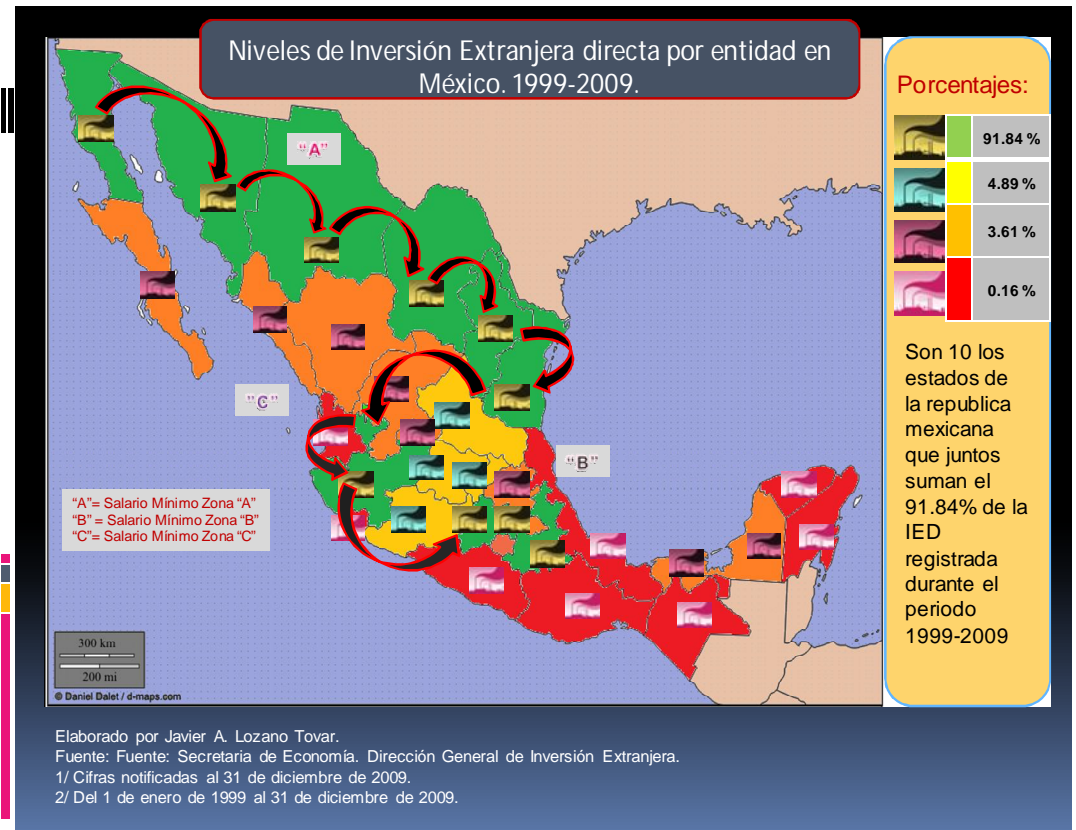 Niveles de Inversión Extranjera directa por entidad en
México. 1999-2009.
Porcentajes:
91.84 %
4.89 %
3.61 %
0.16 %
Son 10 los
estados de
la republica
mexicana
que juntos
suman el
91.84% de la
IED
registrada
durante el
periodo
1999-2009
"A"
"C"
"B"
"A"= Salario Mínimo Zona "A"
"B" = Salario Mínimo Zona "B"
"C"= Salario Mínimo Zona "C"
300 km
200 mi
© Daniel Dalet / d-maps.com
Elaborado por Javier A. Lozano Tovar.
Fuente: Fuente: Secretaria de Economía. Dirección General de Inversión Extranjera.
1/ Cifras notificadas al 31 de diciembre de 2009.
2/ Del 1 de enero de 1999 al 31 de diciembre de 2009.